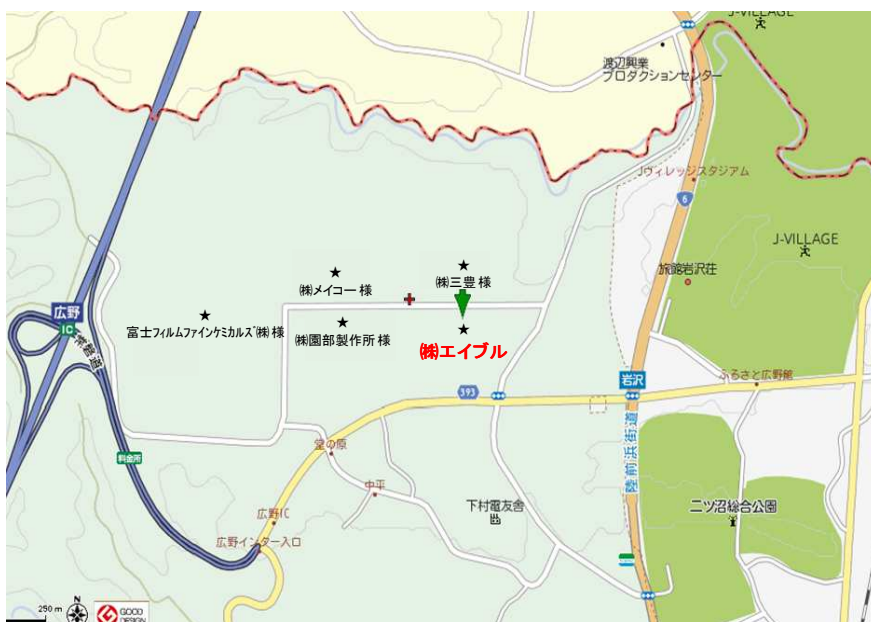 J-VILLAGE
渡辺興業
プロダクションセンター
Jヴィレッジスタジアム
6
J-VILLAGE
㈱三豊様
㈱メイコー様
旅館岩沢荘
広野
IC
富士フィルムファインケミカルズ㈱様
㈱園部製作所様
㈱エイブル
常磐道
岩沢
ふるさと広野館
393
陸前浜街道
堂の原
料金所
中平
下村電友舎
二ツ沼総合公園
広野IC
広野インター入口
250 m
N
GOOD
DESIGN